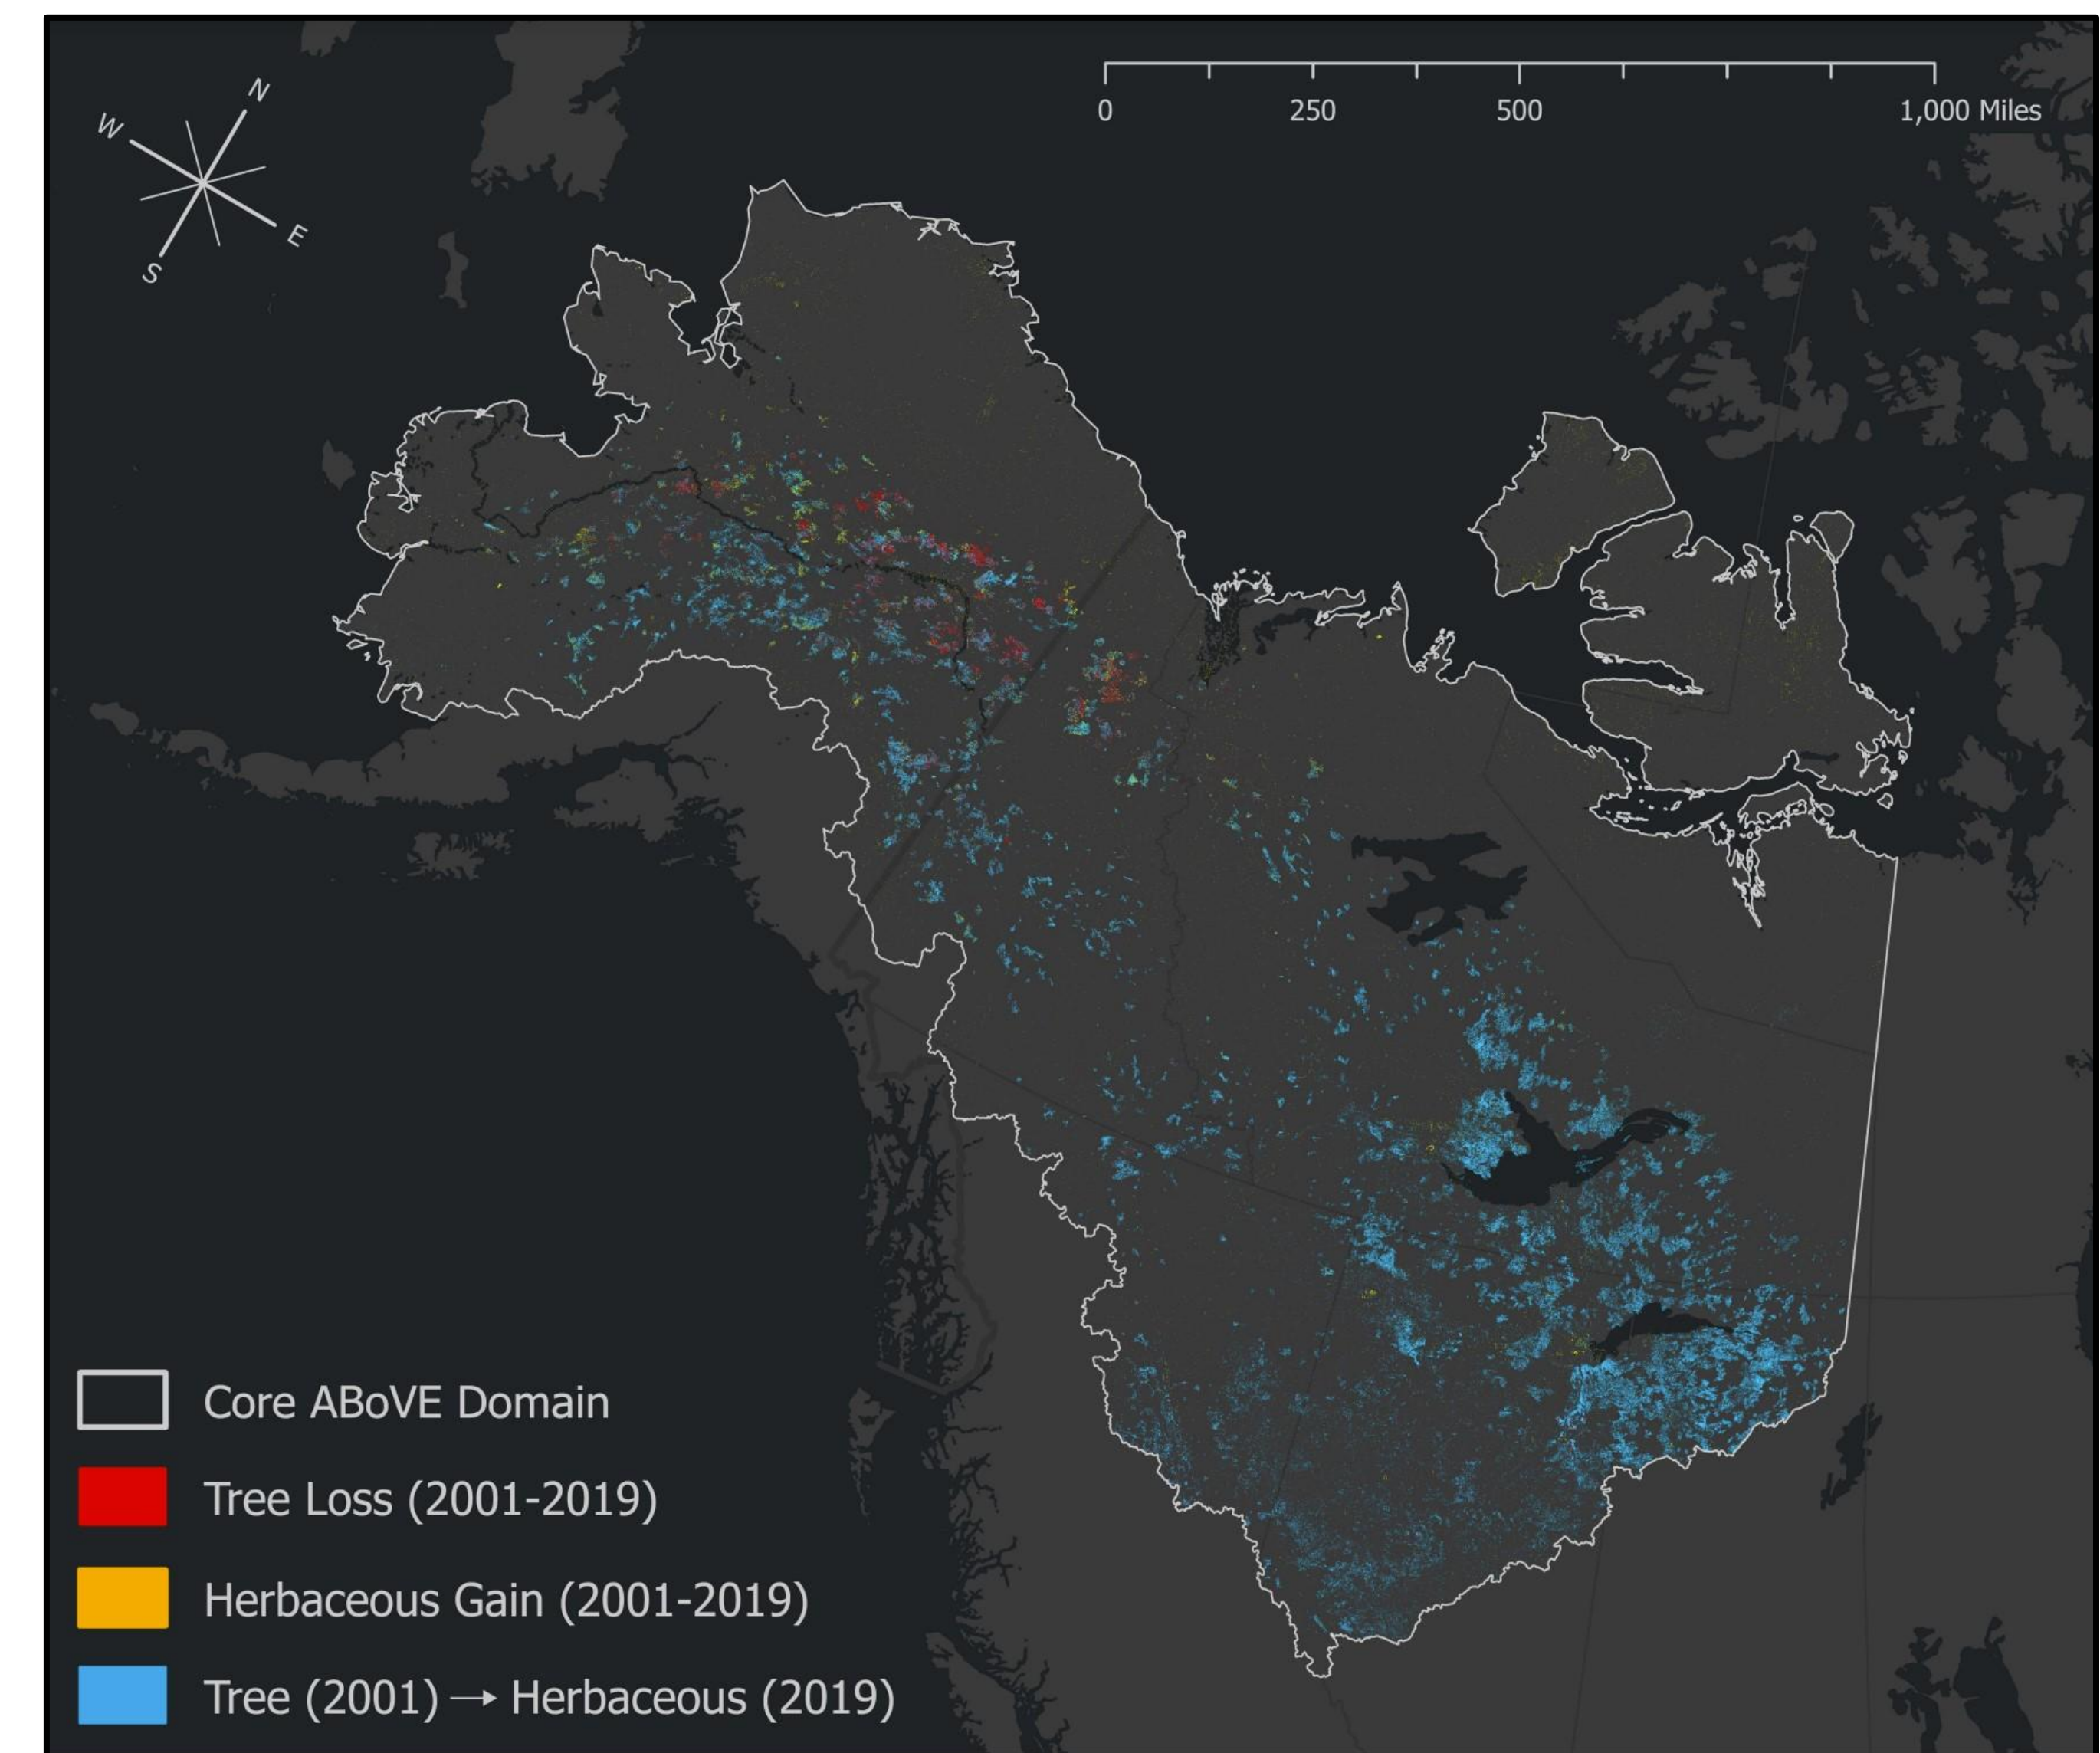 N
W
E
S
0 250 500 1,000 Miles
Core ABoVE Domain
Tree Loss (2001-2019)
Herbaceous Gain (2001-2019)
Tree (2001) → Herbaceous (2019)